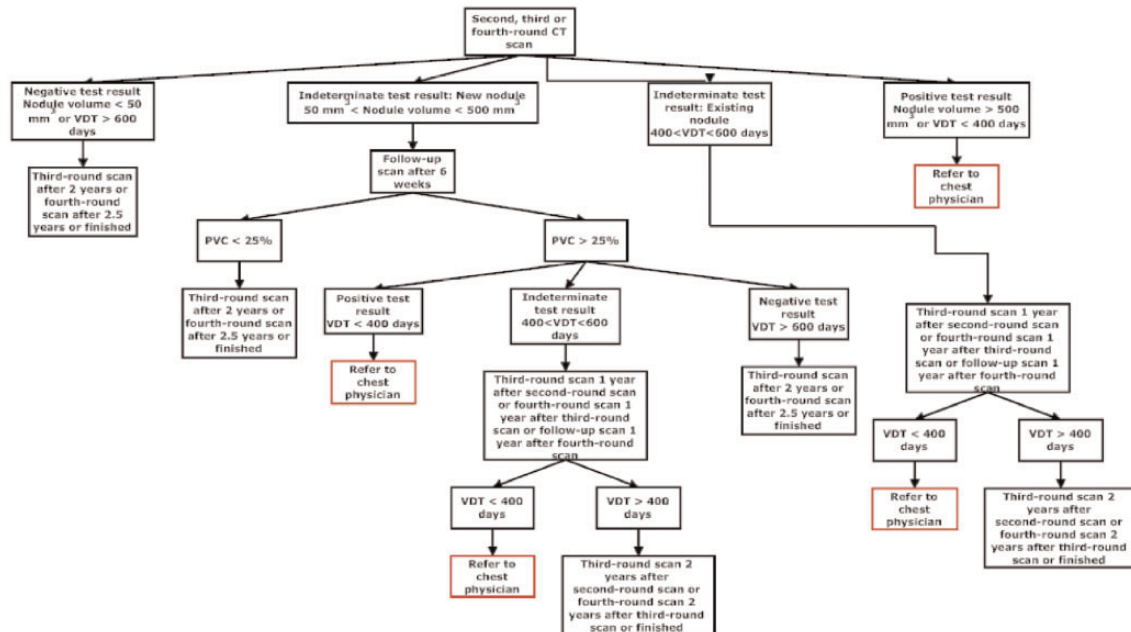 Second, third or
fourth-round CT
scan
Negative test result
Nodule volume < 50
mm³ or VDT > 600
days
Indeterminate test result: New nodule
50 mm³ < Nodule volume < 500 mm³
Indeterminate test
result: Existing
nodule
400<VDT<600 days
Positive test result
Nodule volume > 500
mm³ or VDT < 400 days
Third-round scan
after 2 years or
fourth-round
scan after 2.5
years or finished
Follow-up
scan after 6
weeks
Refer to
chest
physician
PVC < 25%
PVC > 25%
Third-round scan
after 2 years or
fourth-round scan
after 2.5 years or
finished
Positive test
result
VDT < 400 days
Indeterminate
test result
400<VDT<600
days
Negative test
result
VDT > 600 days
Third-round scan 1 year
after second-round scan
or fourth-round scan 1
year after third-round
scan or follow-up scan 1
year after fourth-round
scan
Refer to
chest
physician
Third-round scan 1
year after second-round scan
or fourth-round scan 1
year after third-round
scan or follow-up scan 1
year after fourth-round
scan
Third-round scan
after 2 years or
fourth-round scan
after 2.5 years or
finished
VDT < 400
days
VDT > 400
days
VDT < 400
days
VDT > 400
days
Refer to
chest
physician
Third-round scan 2
years after
second-round scan or
fourth-round scan 2
years after third-round
scan or finished
Refer to
chest
physician
Third-round scan 2
years after
second-round scan or
fourth-round scan 2
years after third-round
scan or finished